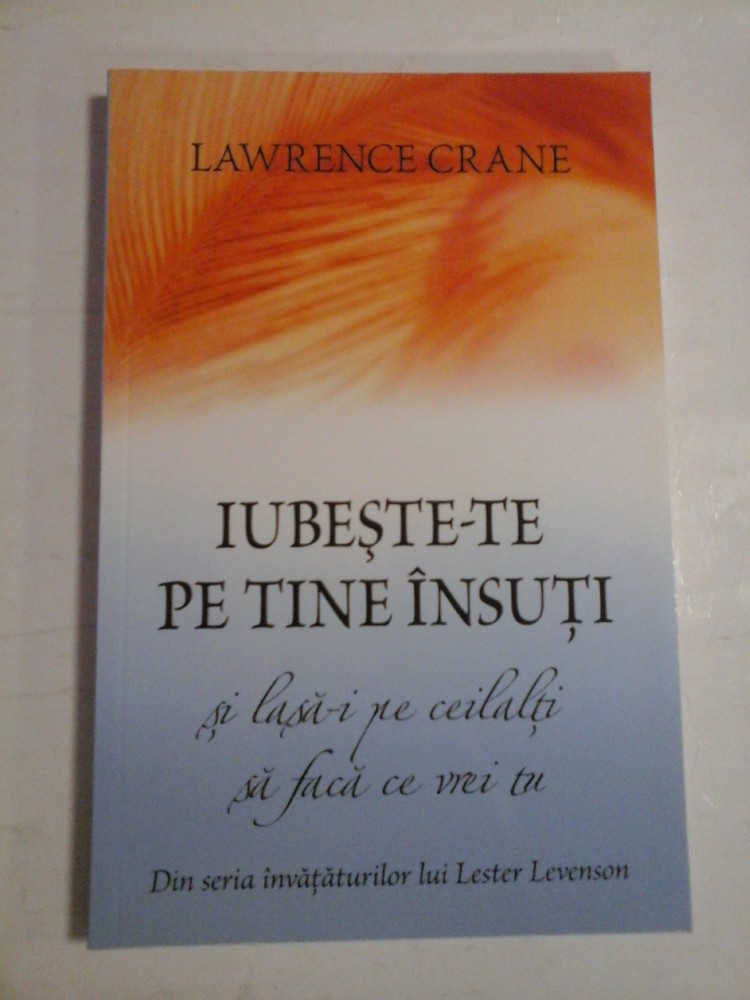 LAWRENCE CRANE
IUBEȘTE-TE
PE TINE ÎNSUȚI
și lasă-i pe ceilalți
să facă ce vrei tu
Din seria învățăturilor lui Lester Levenson